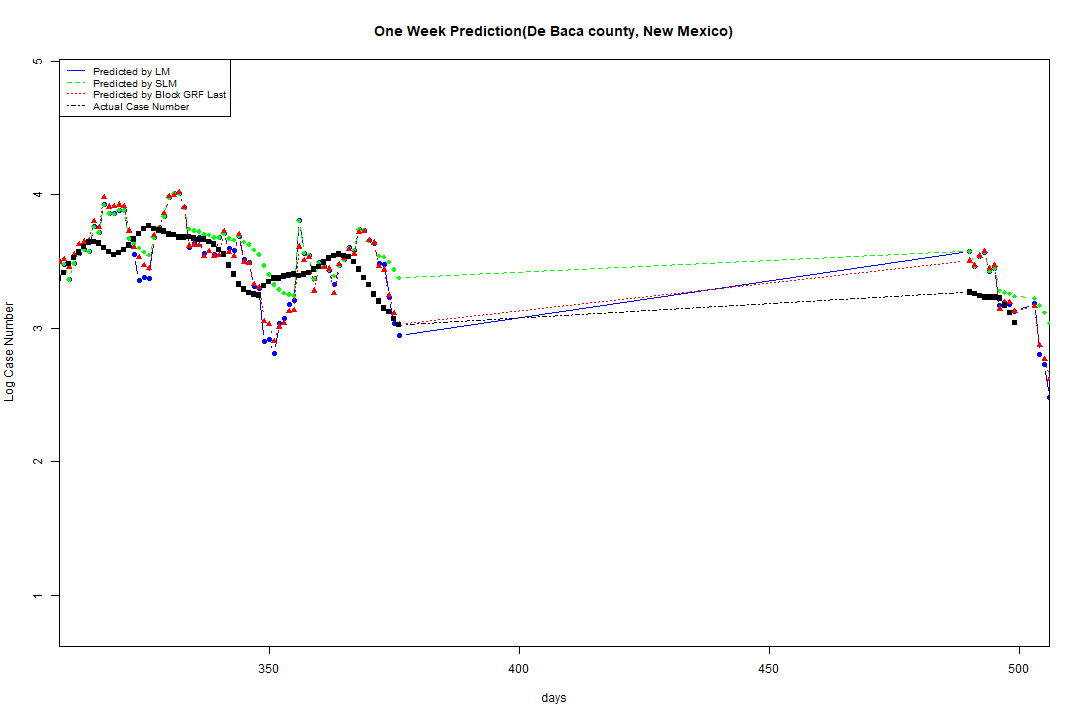 One Week Prediction(De Baca county, New Mexico)
Predicted by LM
Predicted by SLM
Predicted by Block GRF Last
Actual Case Number
5
4
3
2
1
Log Case Number
350
400
450
500
days